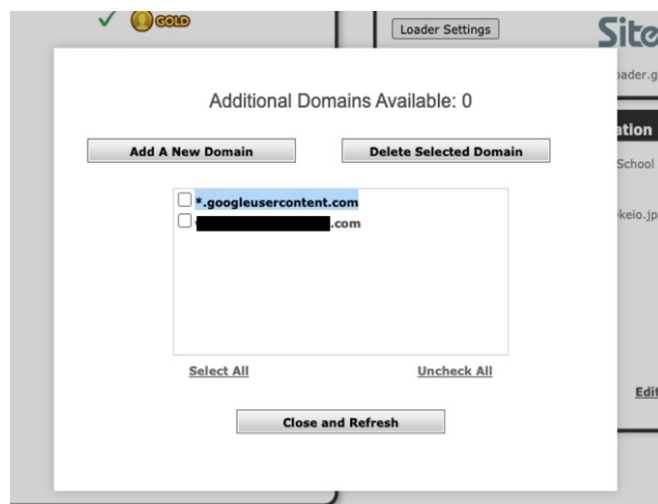 GOLD
Loader Settings
Site
oader.g
Additional Domains Available: 0
ation
Add A New Domain
Delete Selected Domain
School
*.googleusercontent.com
.com
keio.jp
Select All
Uncheck All
Edit
Close and Refresh